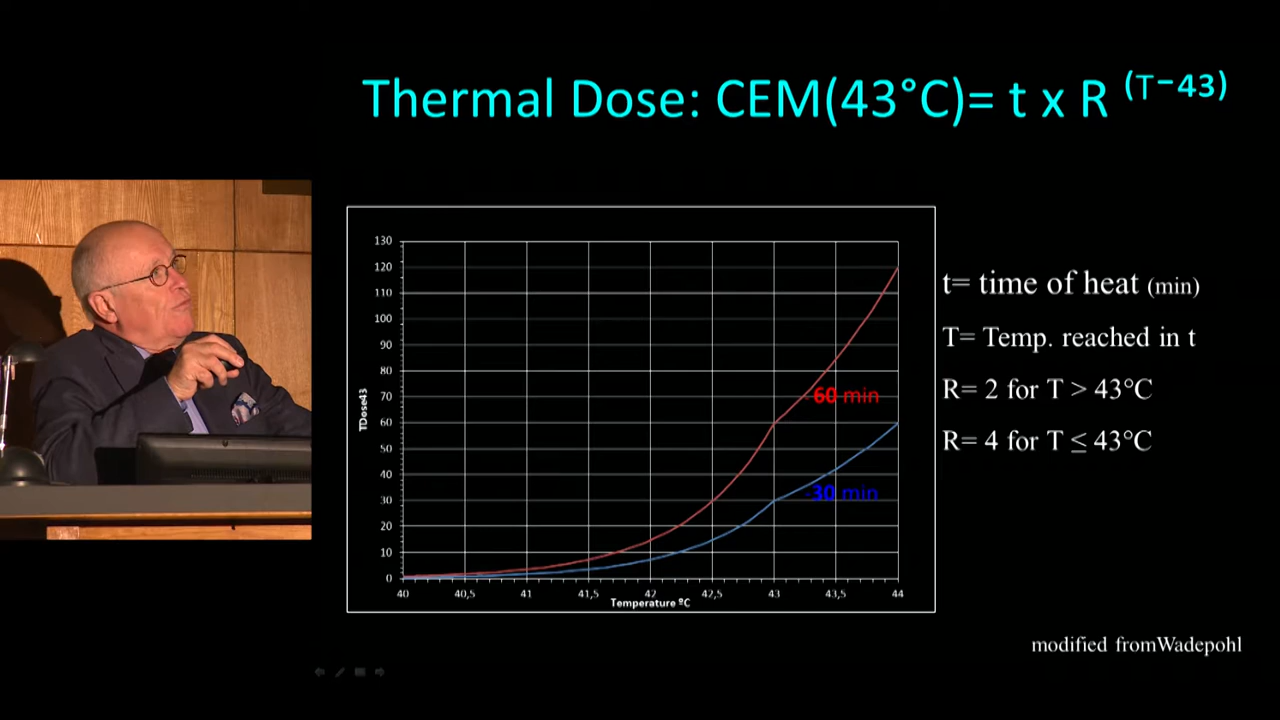 Thermal Dose: CEM(43°C)= t x R (T-43)
130
120
110
100
90
80
70
60
50
40
30
20
10
0
TDose43
60 min
-30 min
40 40,5 41 41,5 42 42,5 43 43,5 44
Temperature ºC
t= time of heat (min)
T= Temp. reached in t
R= 2 for T > 43°C
R= 4 for T ≤ 43°C
modified fromWadepohl